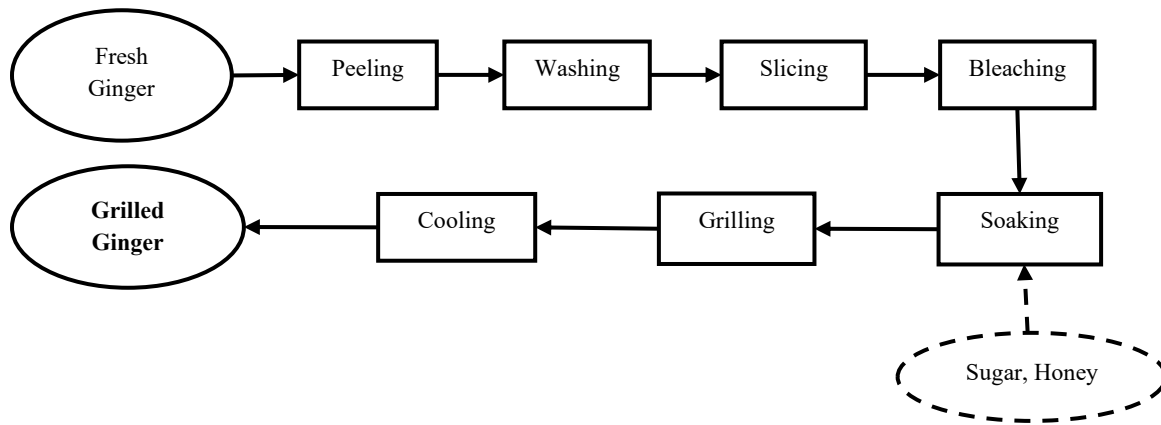 Fresh
Ginger
Peeling
Washing
Slicing
Bleaching
Grilled
Ginger
Cooling
Grilling
Soaking
Sugar, Honey